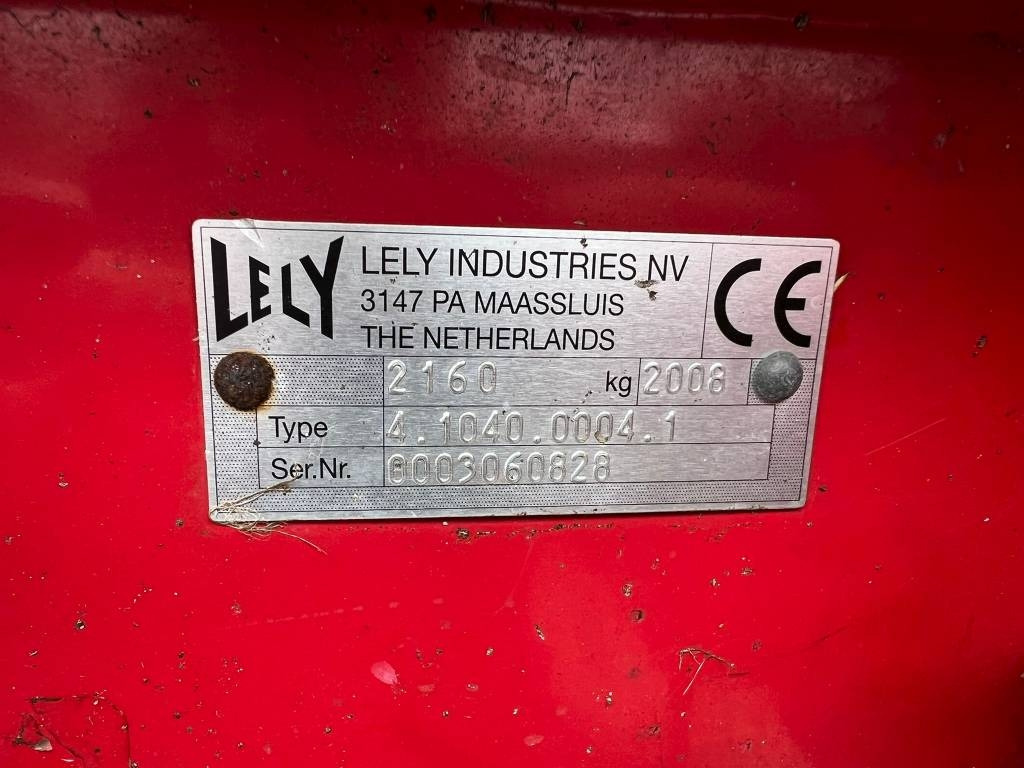 LELY
LELY INDUSTRIES NV
3147 PA MAASSLUIS
THE NETHERLANDS
CE
2160 kg 2008
Type 4.1040.0004.1
Ser.Nr. 0003060828